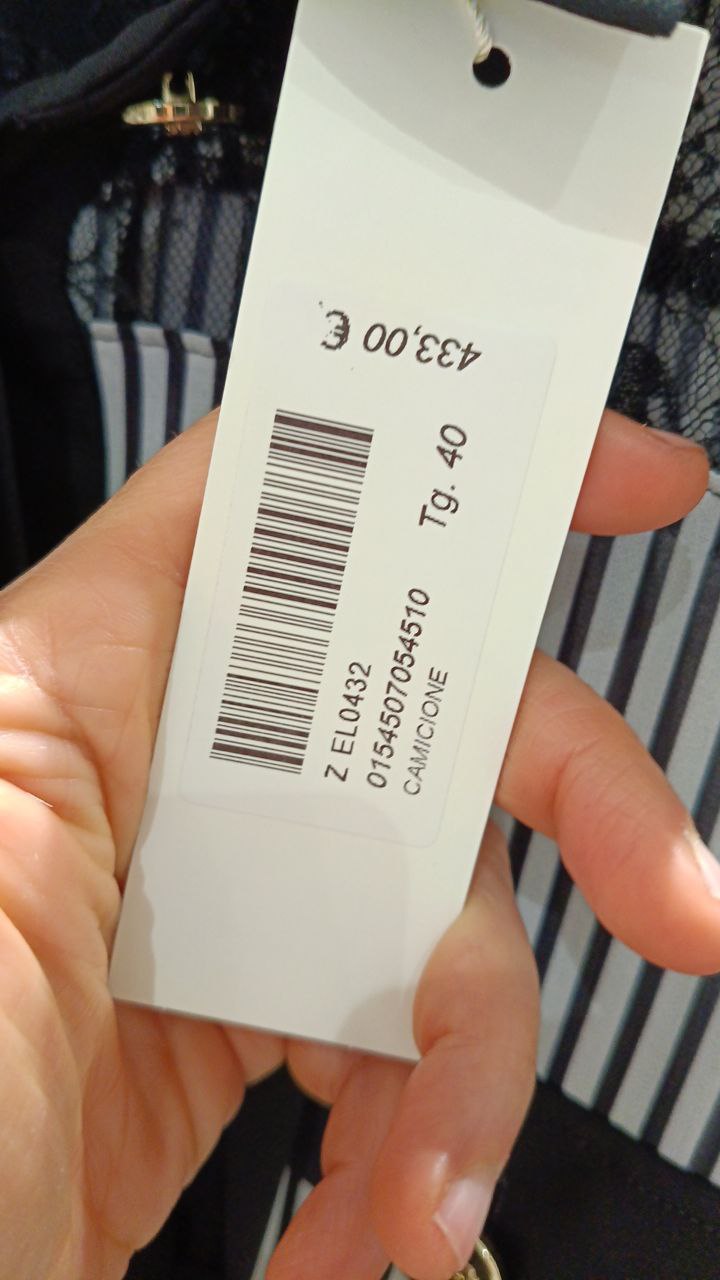 Z EL0432
0154507054510
CAMICIONE
Tg. 40
433,00 €